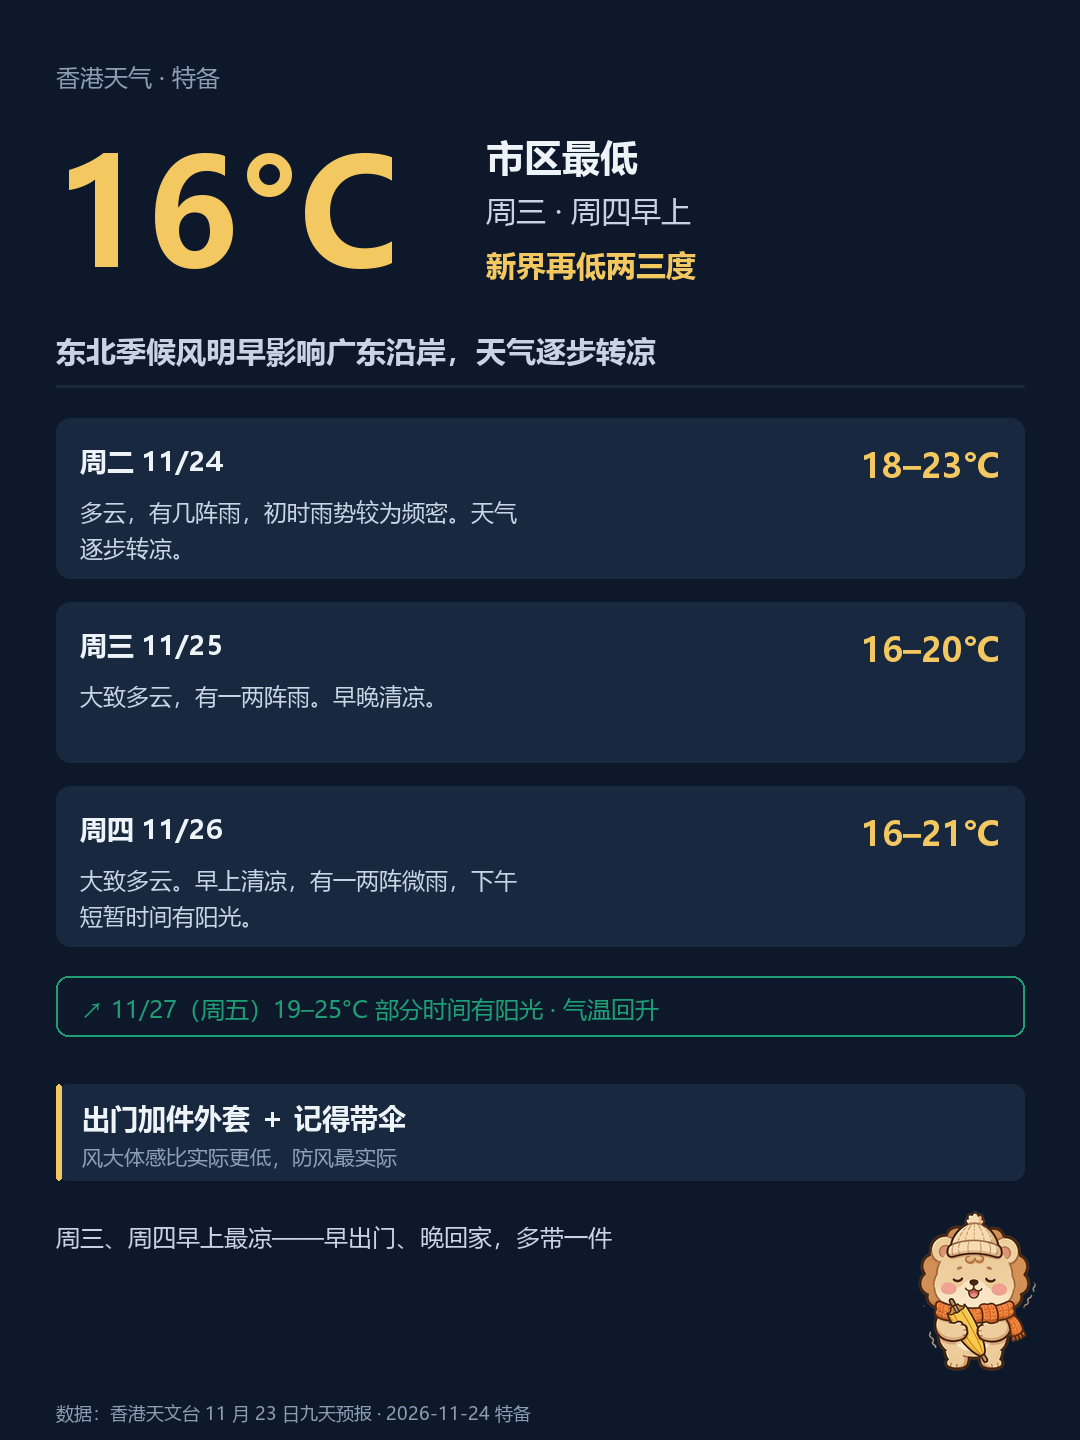 香港天气 · 特备
16°C
市区最低
周三 · 周四早上
新界再低两三度
东北季候风明早影响广东沿岸，天气逐步转凉
周二 11/24
18–23°C
多云，有几阵雨，初时雨势较为频密。天气
逐步转凉。
周三 11/25
16–20°C
大致多云，有一两阵雨。早晚清凉。
周四 11/26
16–21°C
大致多云。早上清凉，有一两阵微雨，下午
短暂时间有阳光。
↗ 11/27（周五）19–25°C 部分时间有阳光 · 气温回升
出门加件外套 + 记得带伞
风大体感比实际更低，防风最实际
周三、周四早上最凉——早出门、晚回家，多带一件
数据：香港天文台 11 月 23 日九天预报 · 2026-11-24 特备